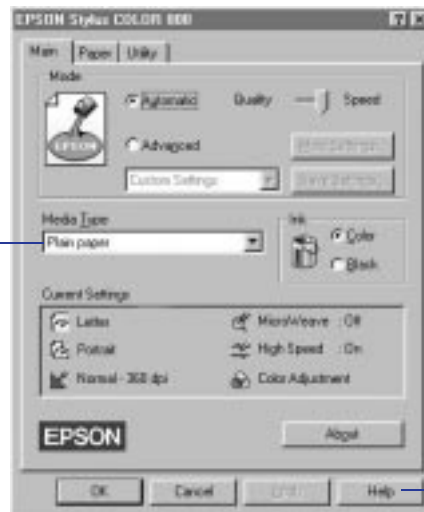 EPSON Stylus COLOR 800
Main Paper Utility
Mode
Automatic Quality Speed
EPSON
Advanced
Custom Settings
Media Type
Plain paper
Ink
Color
Black
Current Settings
Letter MicroWeave : Off
Portrait High Speed : On
Normal - 360 dpi Color Adjustment
EPSON About
OK Cancel Help